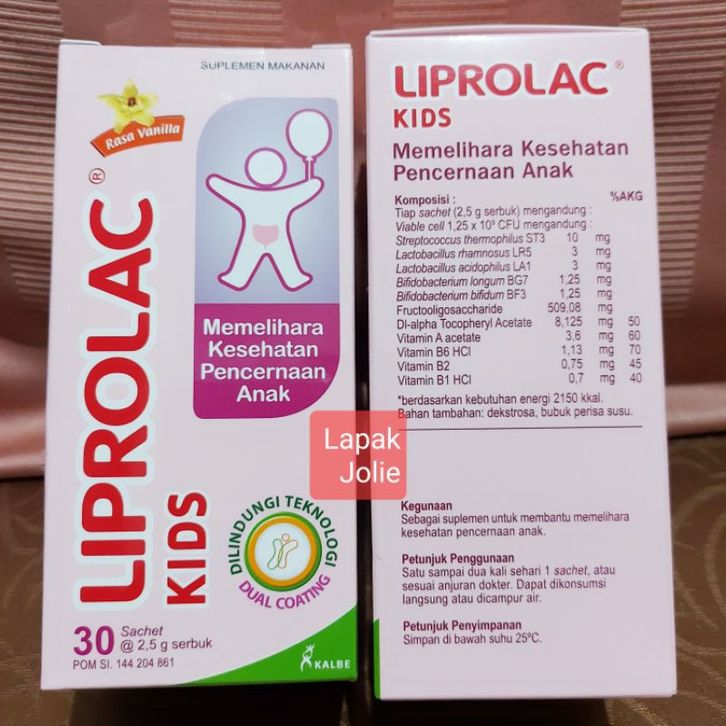 SUPLEMEN MAKANAN
Rasa Vanilla
LIPROLAC®
KIDS
Memelihara
Kesehatan
Pencernaan
Anak
DILINDUNGI TEKNOLOGI
DUAL COATING
30 Sachet
@ 2,5 g serbuk
POM SI. 144 204 861
KALBE
Lapak
Jolie
LIPROLAC®
KIDS
Memelihara Kesehatan
Pencernaan Anak
Komposisi : %AKG
Tiap sachet (2,5 g serbuk) mengandung :
Viable cell 1,25 x 10⁹ CFU mengandung :
Streptococcus thermophilus ST3 10 mg
Lactobacillus rhamnosus LR5 3 mg
Lactobacillus acidophilus LA1 3 mg
Bifidobacterium longum BG7 1,25 mg
Bifidobacterium bifidum BF3 1,25 mg
Fructooligosaccharide 509,08 mg
Dl-alpha Tocopheryl Acetate 8,125 mg 50
Vitamin A acetate 3,6 mg 60
Vitamin B6 HCl 1,13 mg 70
Vitamin B2 0,75 mg 45
Vitamin B1 HCl 0,7 mg 40
*berdasarkan kebutuhan energi 2150 kkal.
Bahan tambahan: dekstrosa, bubuk perisa susu.
Kegunaan
Sebagai suplemen untuk membantu memelihara
kesehatan pencernaan anak.
Petunjuk Penggunaan
Satu sampai dua kali sehari 1 sachet, atau
sesuai anjuran dokter. Dapat dikonsumsi
langsung atau dicampur air.
Petunjuk Penyimpanan
Simpan di bawah suhu 25ºC.